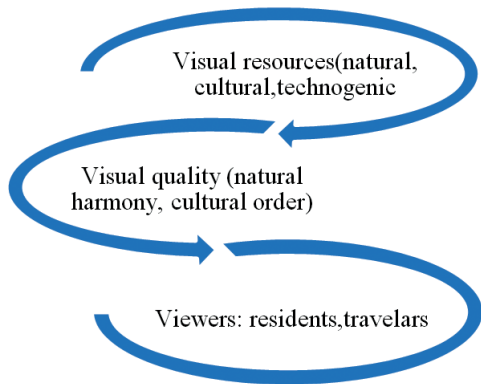 Visual resources(natural,
cultural,technogenic
Visual quality (natural
harmony, cultural order)
Viewers: residents,travelars